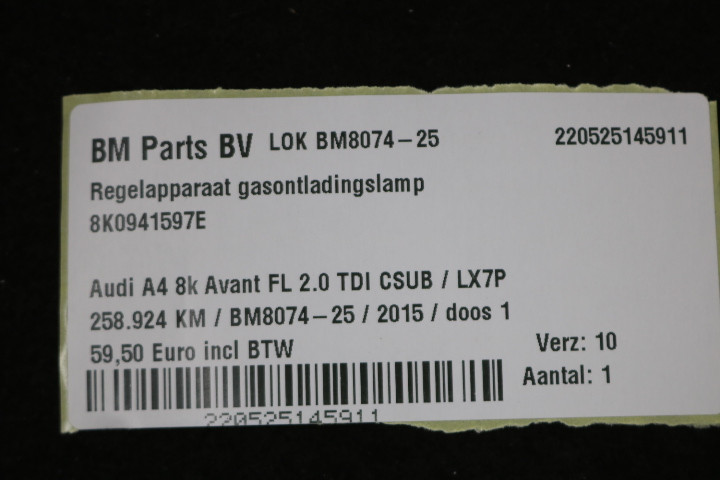 BM Parts BV LOK BM8074-25 220525145911
Regelapparaat gasontladingslamp
8K0941597E
Audi A4 8k Avant FL 2.0 TDI CSUB / LX7P
258.924 KM / BM8074-25 / 2015 / doos 1
59,50 Euro incl BTW Verz: 10
Aantal: 1
220525145911